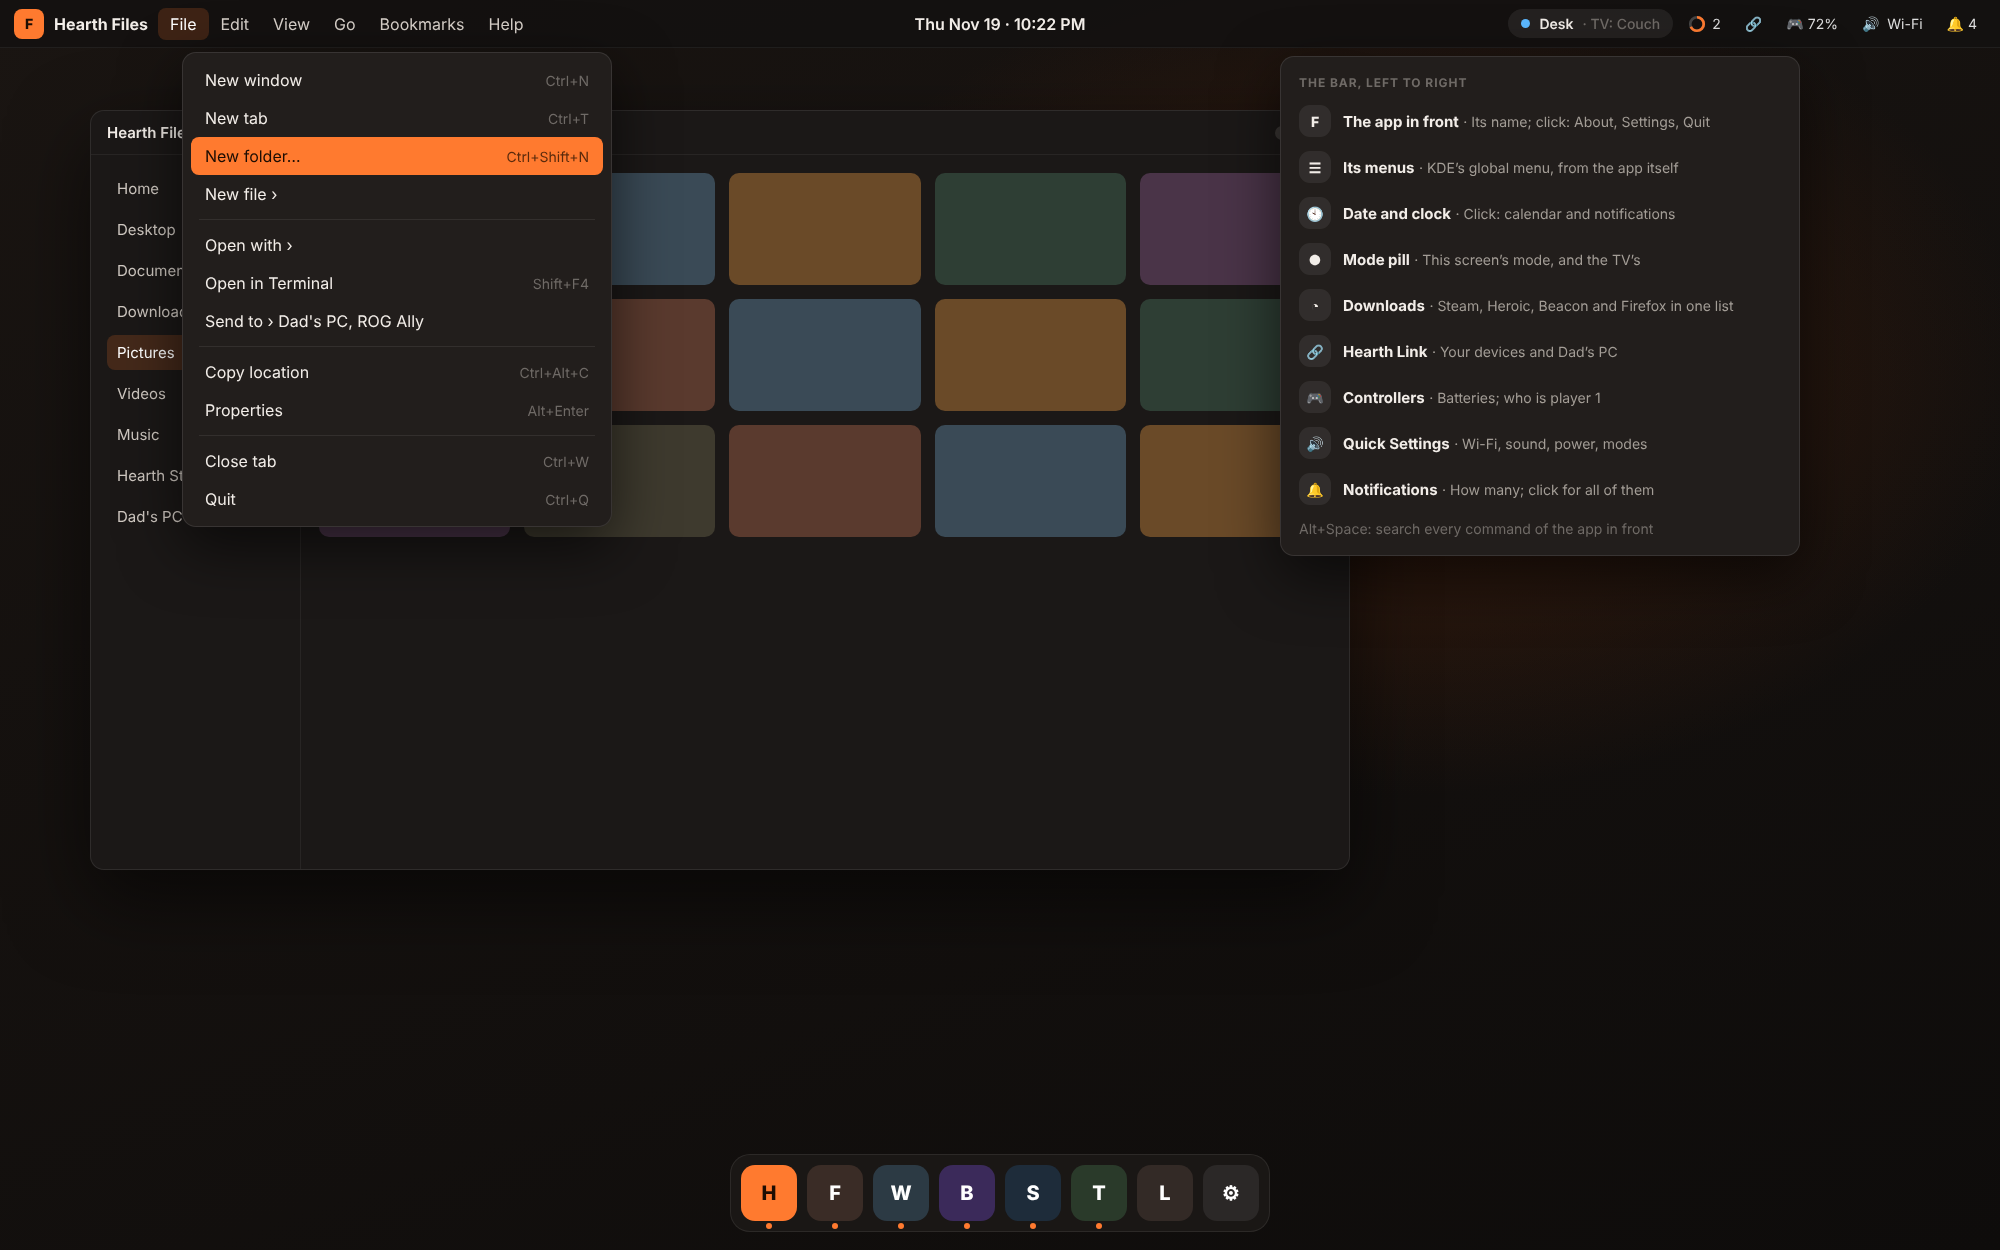 F Hearth Files File Edit View Go Bookmarks Help Thu Nov 19 · 10:22 PM Desk · TV: Couch 2 72% Wi-Fi 4
New window Ctrl+N
New tab Ctrl+T
New folder... Ctrl+Shift+N
New file ›
Open with ›
Open in Terminal Shift+F4
Send to › Dad's PC, ROG Ally
Copy location Ctrl+Alt+C
Properties Alt+Enter
Close tab Ctrl+W
Quit Ctrl+Q
Hearth
Home
Desktop
Pictures
Videos
Music
Hearth
Dad's PC
THE BAR, LEFT TO RIGHT
F The app in front · Its name; click: About, Settings, Quit
Its menus · KDE’s global menu, from the app itself
Date and clock · Click: calendar and notifications
Mode pill · This screen’s mode, and the TV’s
Downloads · Steam, Heroic, Beacon and Firefox in one list
Hearth Link · Your devices and Dad’s PC
Controllers · Batteries; who is player 1
Quick Settings · Wi-Fi, sound, power, modes
Notifications · How many; click for all of them
Alt+Space: search every command of the app in front
H F W B S T L